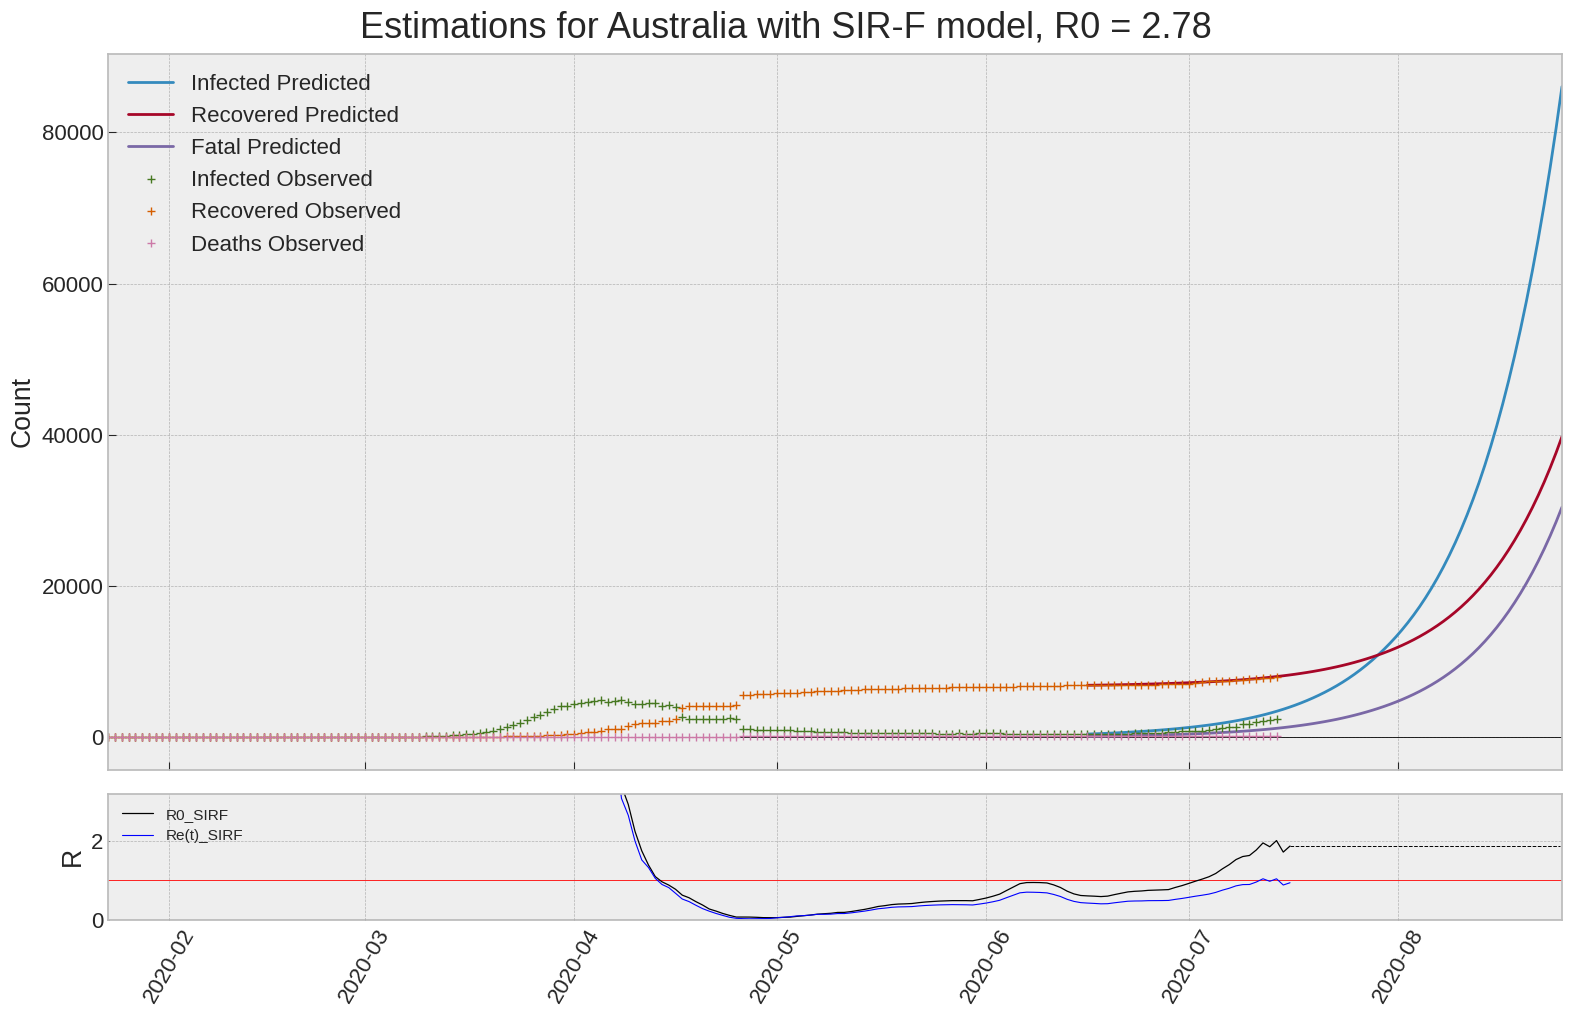 Estimations for Australia with SIR-F model, R0 = 2.78
Infected Predicted
Recovered Predicted
Fatal Predicted
Infected Observed
Recovered Observed
Deaths Observed
80000
60000
40000
20000
0
Count
R0_SIRF
Re(t)_SIRF
2
0
R
2020-02
2020-03
2020-04
2020-05
2020-06
2020-07
2020-08